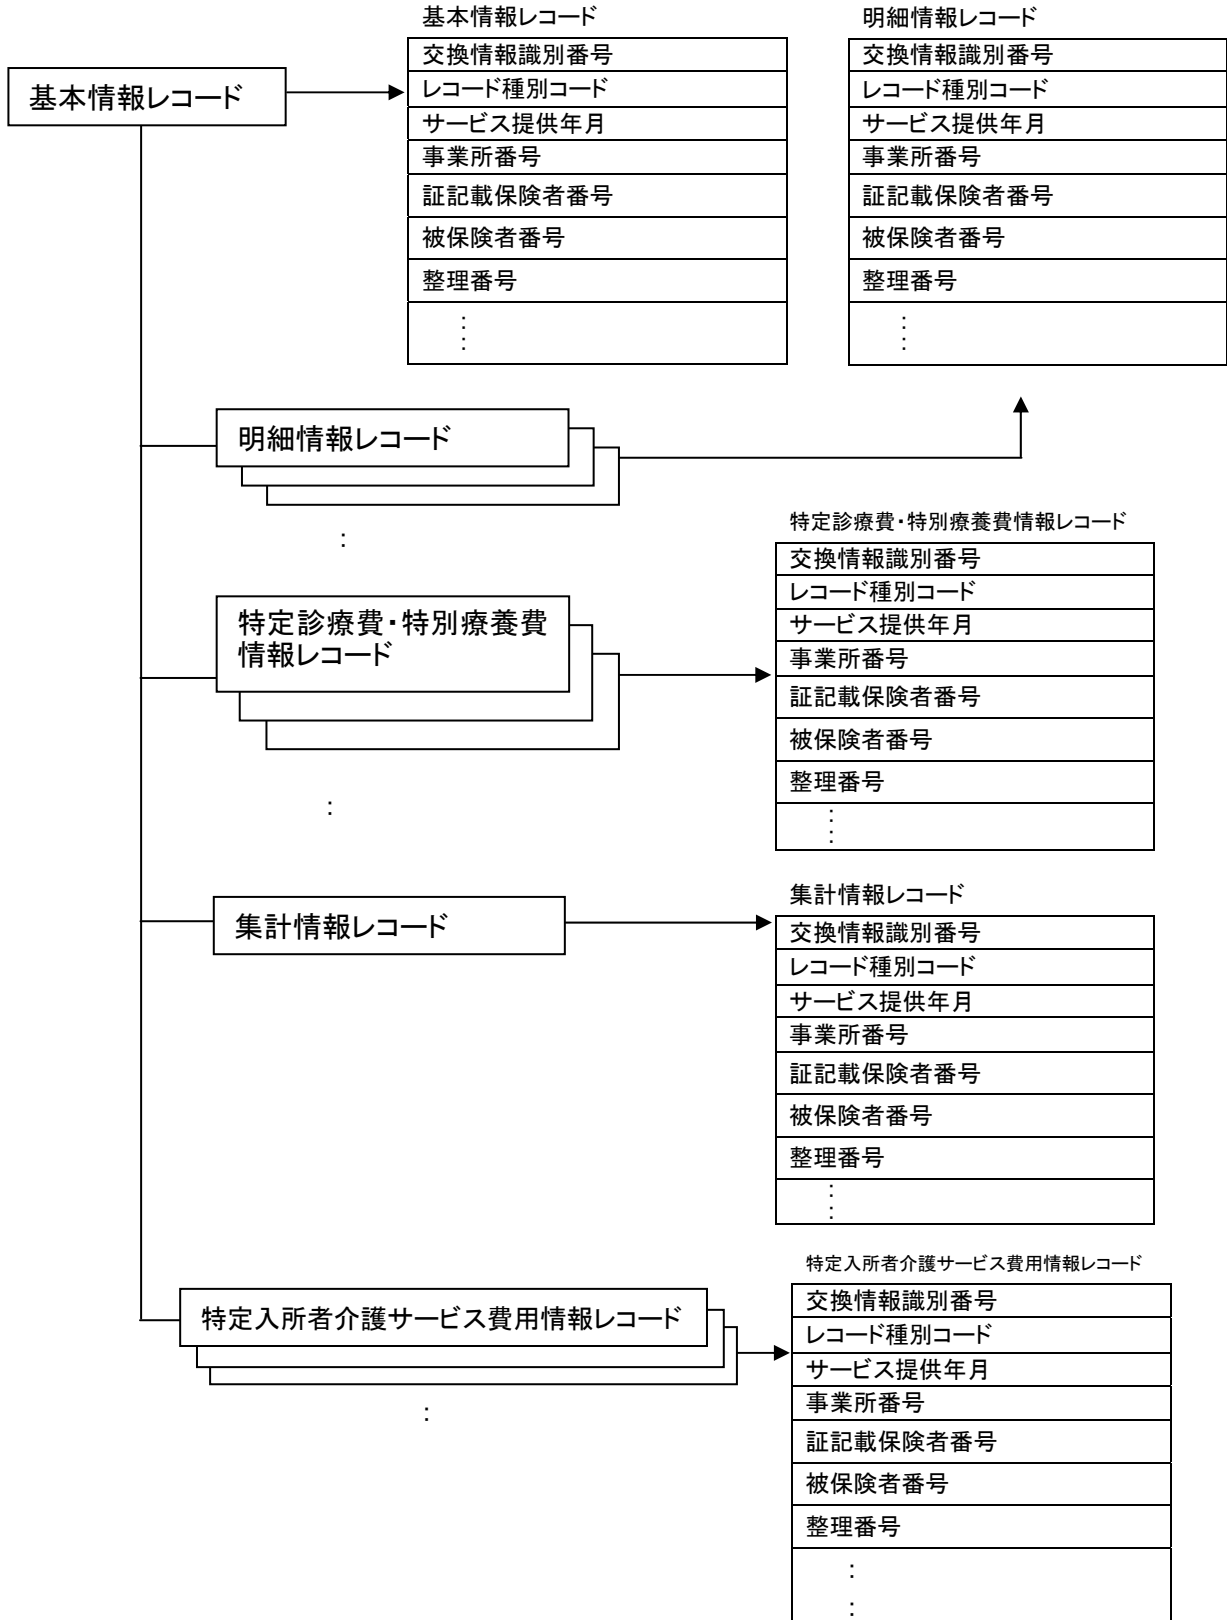 基本情報レコード
基本情報レコード
交換情報識別番号
レコード種別コード
サービス提供年月
事業所番号
証記載保険者番号
被保険者番号
整理番号
:
:
明細情報レコード
交換情報識別番号
レコード種別コード
サービス提供年月
事業所番号
証記載保険者番号
被保険者番号
整理番号
:
:
明細情報レコード
:
特定診療費・特別療養費
情報レコード
:
特定診療費・特別療養費情報レコード
交換情報識別番号
レコード種別コード
サービス提供年月
事業所番号
証記載保険者番号
被保険者番号
整理番号
:
:
集計情報レコード
集計情報レコード
交換情報識別番号
レコード種別コード
サービス提供年月
事業所番号
証記載保険者番号
被保険者番号
整理番号
:
:
特定入所者介護サービス費用情報レコード
:
特定入所者介護サービス費用情報レコード
交換情報識別番号
レコード種別コード
サービス提供年月
事業所番号
証記載保険者番号
被保険者番号
整理番号
:
: